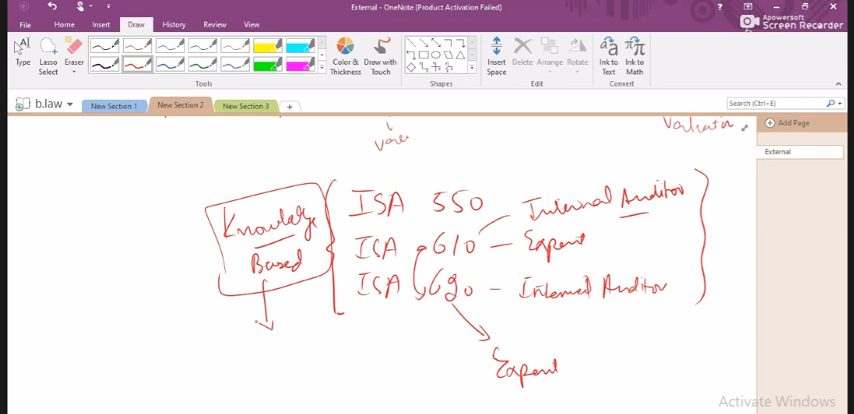 External - OneNote (Product Activation Failed)
Apowersoft
Screen Recorder
File Home Insert Draw History Review View
Type Lasso Select Eraser Color & Thickness Draw with Touch Insert Space Delete Arrange Rotate Ink to Text Ink to Math
Tools Shapes Edit Convert
b.law New Section 1 New Section 2 New Section 3 Search (Ctrl+E)
Add Page
External
ISA 550 Internal Auditor
Knowledge
ISA 610 - Expert
Based
ISA 620 - Internal Auditor
Expert
Activate Windows